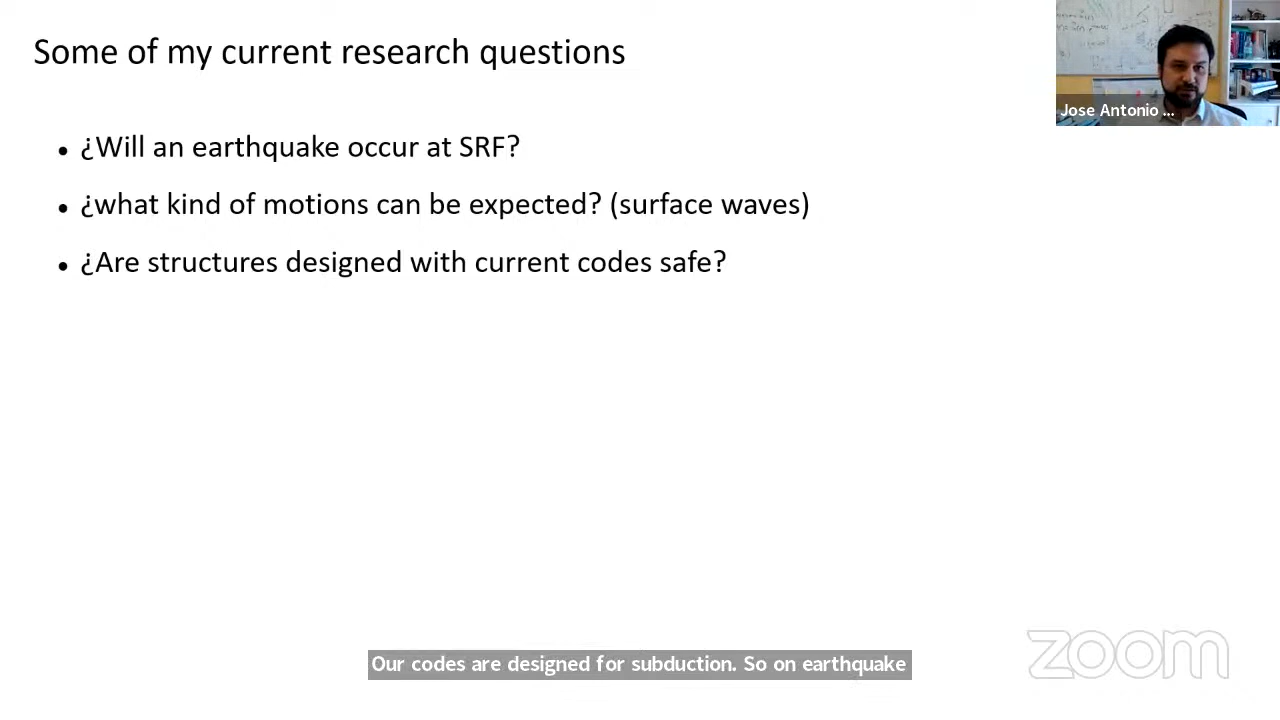 Some of my current research questions
Jose Antonio ...
• ¿Will an earthquake occur at SRF?
• ¿what kind of motions can be expected? (surface waves)
• ¿Are structures designed with current codes safe?
Our codes are designed for subduction. So on earthquake
zoom